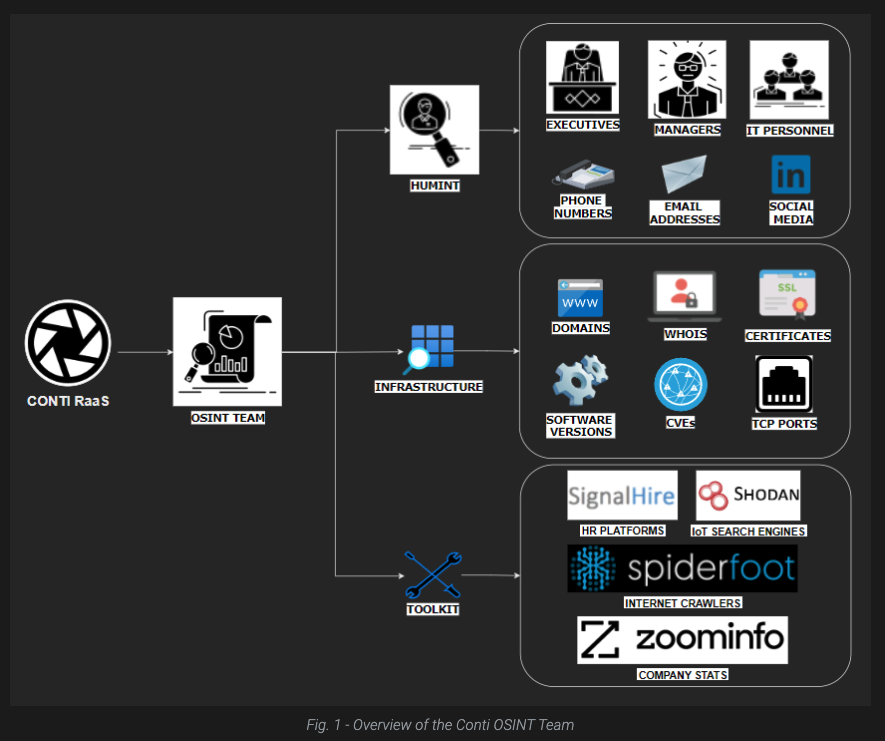 EXECUTIVES
MANAGERS
IT PERSONNEL
HUMINT
PHONE
NUMBERS
EMAIL
ADDRESSES
in
SOCIAL
MEDIA
CONTI RaaS
OSINT TEAM
INFRASTRUCTURE
WWW
DOMAINS
WHOIS
SSL
CERTIFICATES
SOFTWARE
VERSIONS
CVEs
TCP PORTS
TOOLKIT
SignalHire
HR PLATFORMS
SHODAN
IoT SEARCH ENGINES
spiderfoot
INTERNET CRAWLERS
zoominfo
COMPANY STATS
Fig. 1 - Overview of the Conti OSINT Team